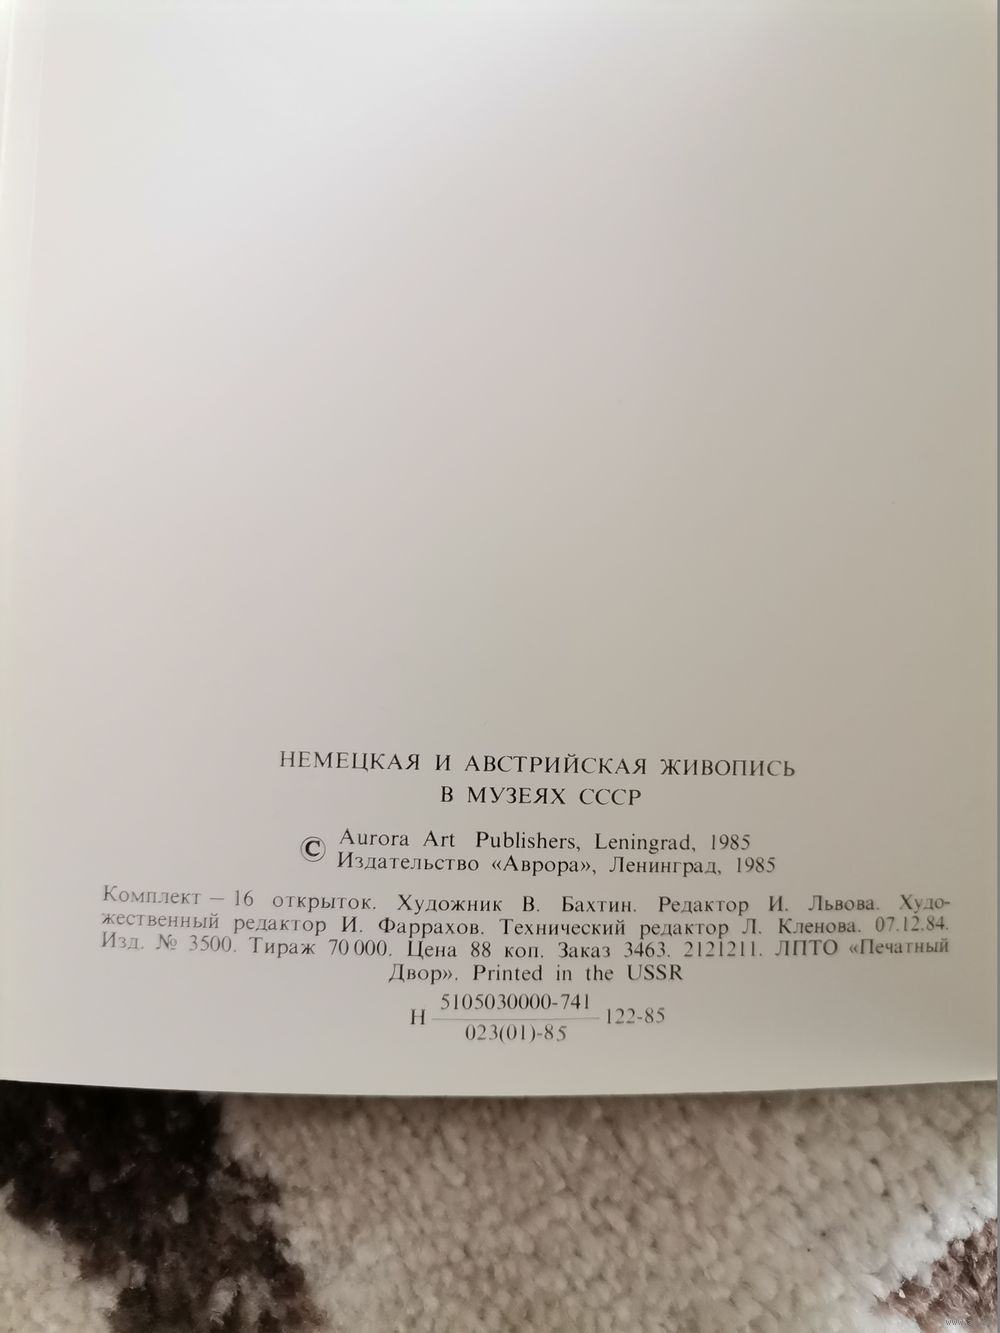 НЕМЕЦКАЯ И АВСТРИЙСКАЯ ЖИВОПИСЬ
В МУЗЕЯХ СССР
© Aurora Art Publishers, Leningrad, 1985
Издательство «Аврора», Ленинград, 1985
Комплект — 16 открыток. Художник В. Бахтин. Редактор И. Львова. Худо-
жественный редактор И. Фаррахов. Технический редактор Л. Кленова. 07.12.84.
Изд. № 3500. Тираж 70 000. Цена 88 коп. Заказ 3463. 2121211. ЛПТО «Печатный
Двор». Printed in the USSR
5105030000-741
Н 122-85
023(01)-85